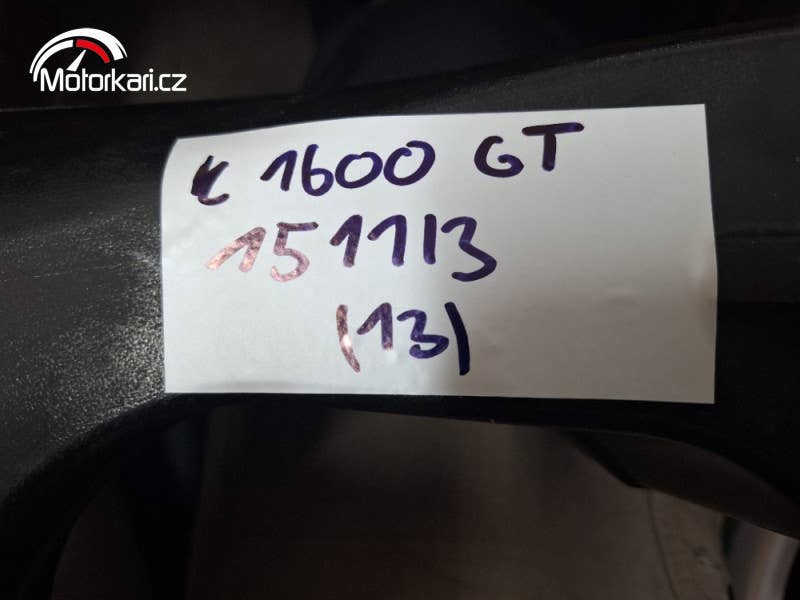 Motorkari.cz
K 1600 GT
151113
(13)